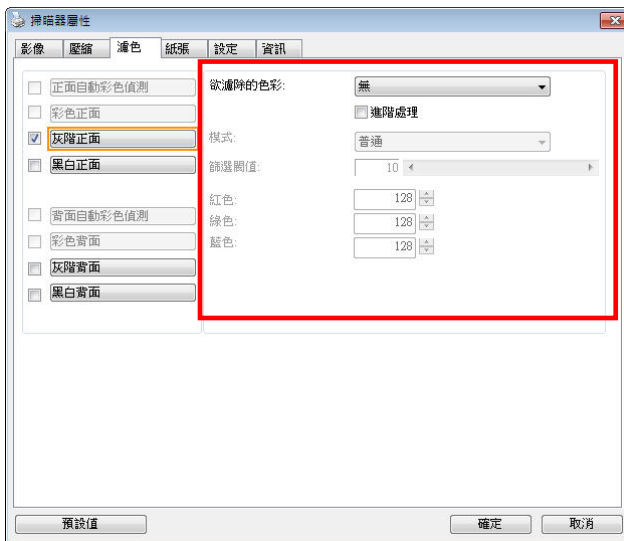 掃瞄器屬性
影像 壓縮 濾色 紙張 設定 資訊
正面自動彩色偵測
彩色正面
灰階正面
黑白正面
背面自動彩色偵測
彩色背面
灰階背面
黑白背面
欲濾除的色彩: 無
進階處理
模式: 普通
篩選閥值: 10
紅色: 128
綠色: 128
藍色: 128
預設值 確定 取消